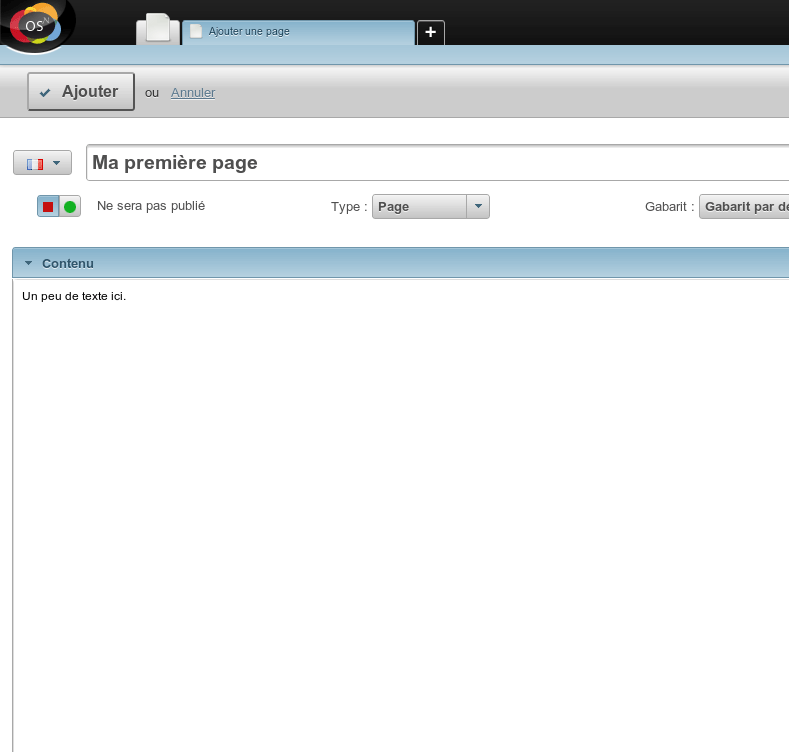 OS N
Ajouter une page
+
Ajouter ou Annuler
Ma première page
Ne sera pas publié Type : Page Gabarit : Gabarit par dé
Contenu
Un peu de texte ici.